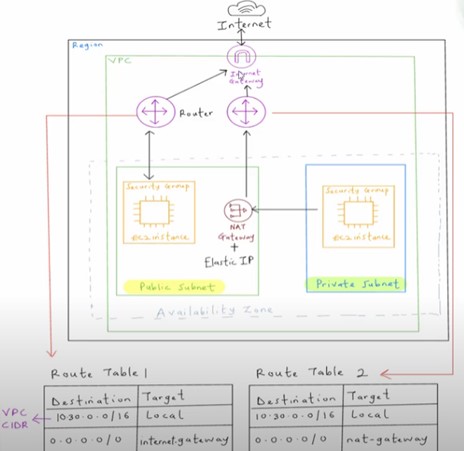 Internet
Region
VPC
Internet
Gateway
Router
Security Group
EC2 instance
NAT
Gateway
+
Elastic IP
Security Group
EC2 instance
Public Subnet
Private Subnet
Availability Zone
Route Table 1
Destination Target
VPC CIDR
10.30.0.0/16 Local
0.0.0.0/0 internet-gateway
Route Table 2
Destination Target
10.30.0.0/16 Local
0.0.0.0/0 nat-gateway